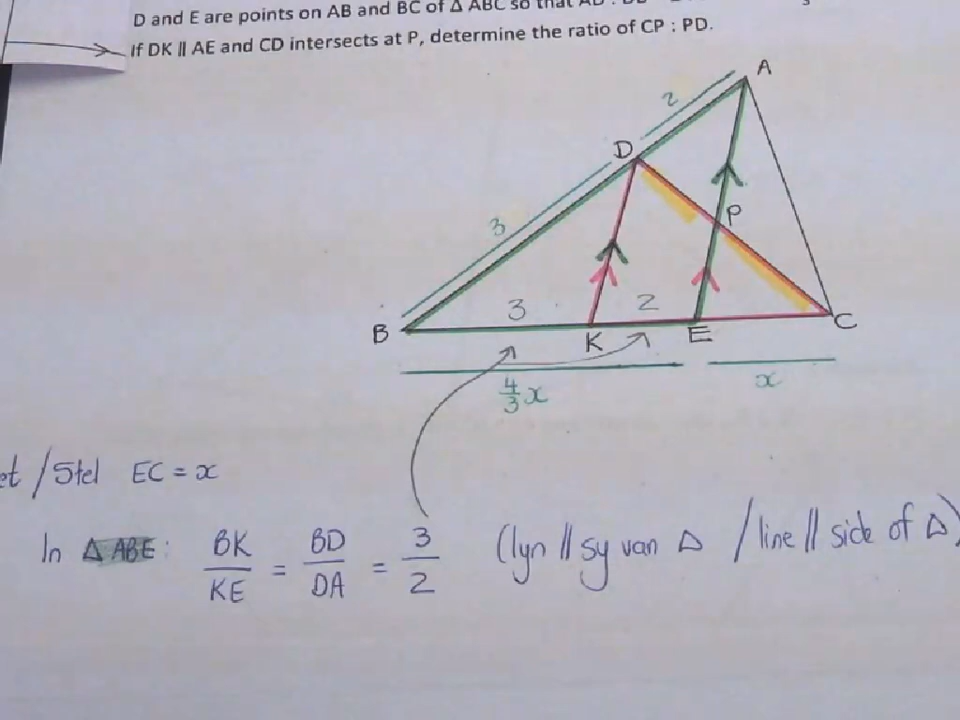 D and E are points on AB and BC of Δ ABC so that AD :
If DK ǁ AE and CD intersects at P, determine the ratio of CP : PD.
A
2
D
P
3
3
2
B
K
E
C
4/3 x
x
/Stel EC = x
In Δ ABE: BK/KE = BD/DA = 3/2 (lyn ǁ sy van Δ /line ǁ side of Δ)